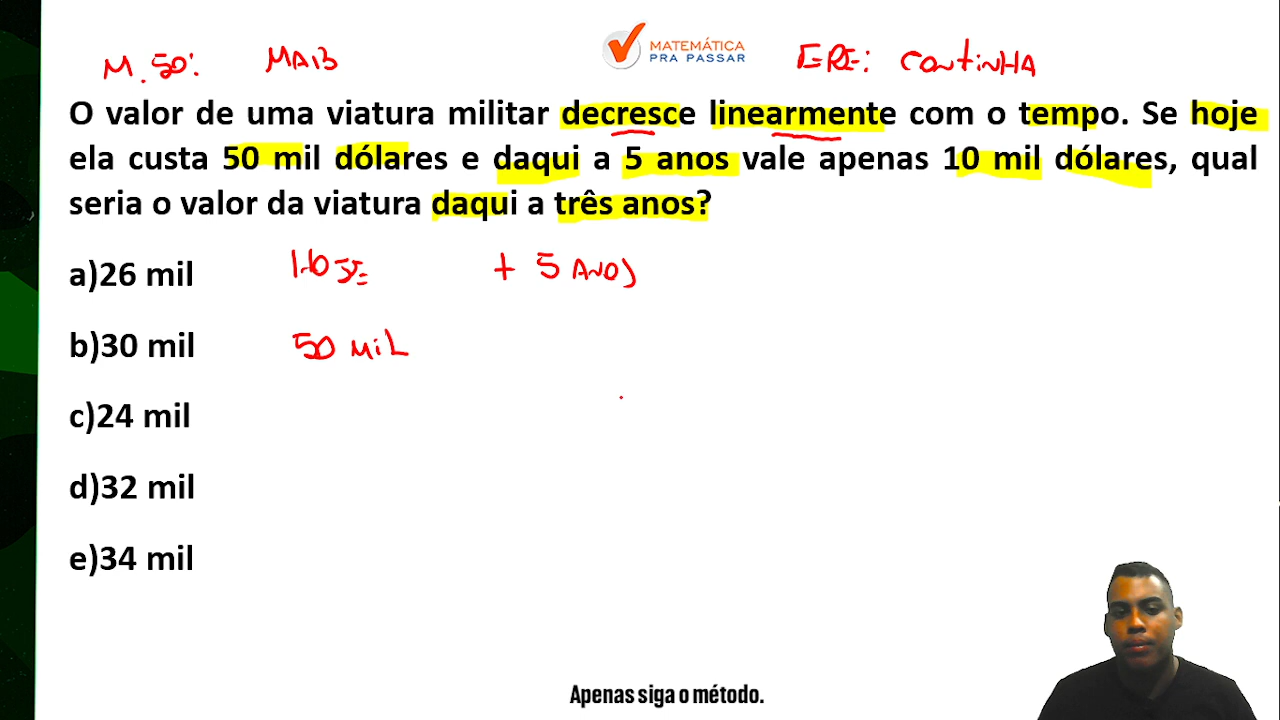 MATEMÁTICA
PRA PASSAR
M. 50: MAB ERE: CONTINHA
O valor de uma viatura militar decresce linearmente com o tempo. Se hoje
ela custa 50 mil dólares e daqui a 5 anos vale apenas 10 mil dólares, qual
seria o valor da viatura daqui a três anos?
a)26 mil
HOJE + 5 ANOS
b)30 mil
50 MIL
c)24 mil
d)32 mil
e)34 mil
Apenas siga o método.